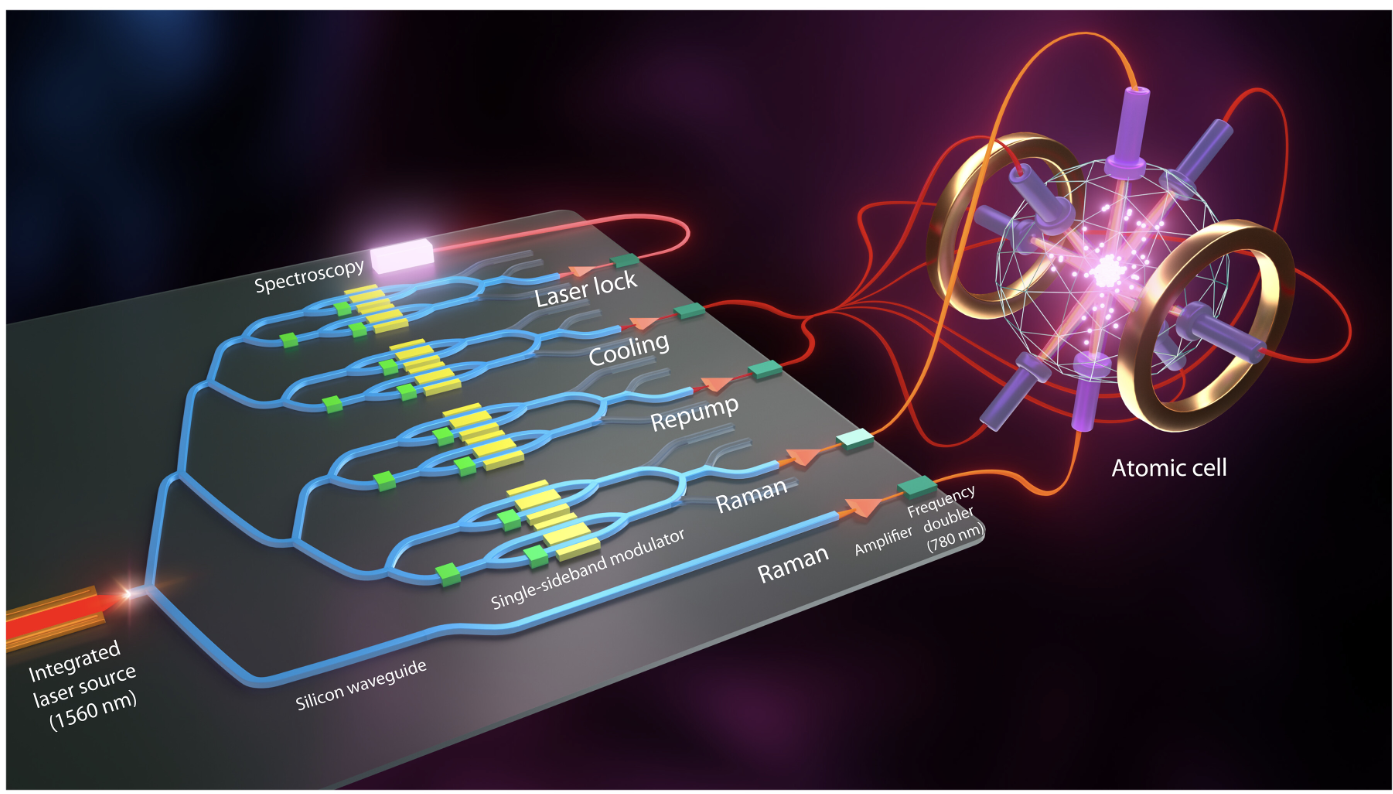 Spectroscopy
Laser lock
Cooling
Repump
Raman
Raman
Amplifier
Frequency
doubler
(780 nm)
Single-sideband modulator
Silicon waveguide
Integrated
laser source
(1560 nm)
Atomic cell